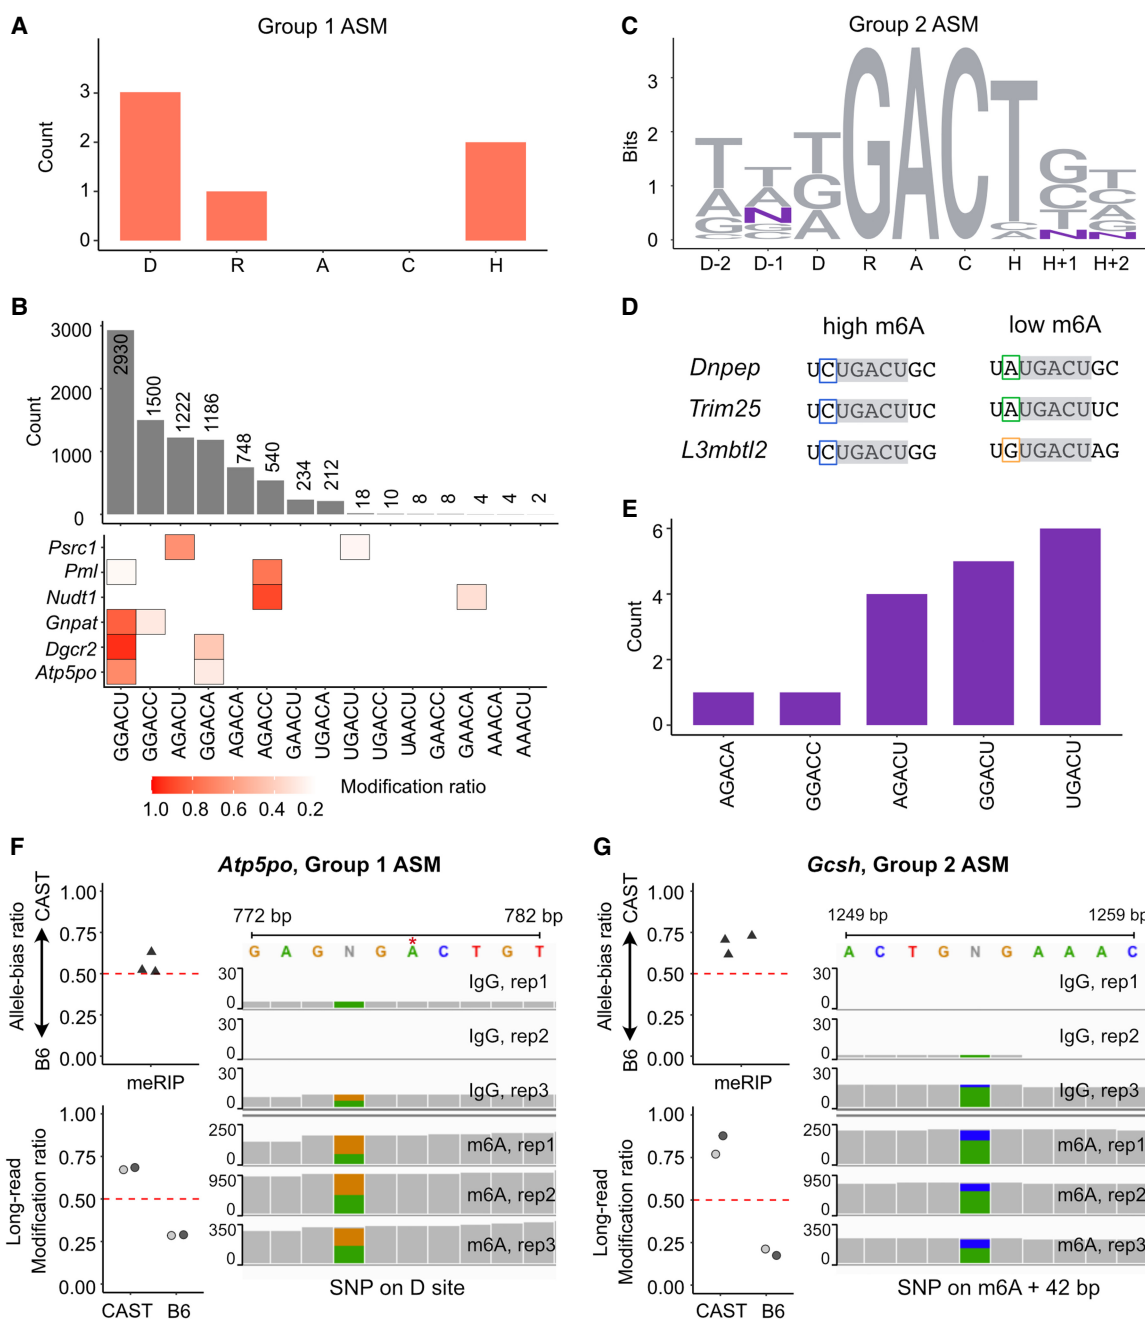 A
Group 1 ASM
Count
3
2
1
0
D R A C H
C
Group 2 ASM
Bits
3
2
1
0
T A G C
T A N G C
T G A
G
A
C
T C A
G C T N
T C A G N
D-2 D-1 D R A C H H+1 H+2
B
Count
3000
2000
1000
0
2930 1500 1222 1186 748 540 234 212 18 10 8 8 4 4 2
Psrc1
Pml
Nudt1
Gnpat
Dgcr2
Atp5po
GGACU GGACC AGACU GGACA AGACA AGACC GAACU UGACA UGACU UGACC UAACU GAACC GAACA AAACA AAACU
1.0 0.8 0.6 0.4 0.2
Modification ratio
D
high m6A low m6A
Dnpep UCUGACUGC UAUGACUGC
Trim25 UCUGACUUC UAUGACUUC
L3mbtl2 UCUGACUGG UGUGACUAG
E
Count
6
4
2
0
AGACA GGACC AGACU GGACU UGACU
F
Atp5po, Group 1 ASM
B6 CAST
Allele-bias ratio
1.00
0.75
0.50
0.25
0.00
meRIP
Long-read
Modification ratio
1.00
0.75
0.50
0.25
0.00
CAST B6
772 bp 782 bp
*
G A G N G A C T G T
30
0
IgG, rep1
30
0
IgG, rep2
30
0
IgG, rep3
250
0
m6A, rep1
950
0
m6A, rep2
350
0
m6A, rep3
SNP on D site
G
Gcsh, Group 2 ASM
B6 CAST
Allele-bias ratio
1.00
0.75
0.50
0.25
0.00
meRIP
Long-read
Modification ratio
1.00
0.75
0.50
0.25
0.00
CAST B6
1249 bp 1259 bp
A C T G N G A A A C
30
0
IgG, rep1
30
0
IgG, rep2
30
0
IgG, rep3
250
0
m6A, rep1
950
0
m6A, rep2
350
0
m6A, rep3
SNP on m6A + 42 bp